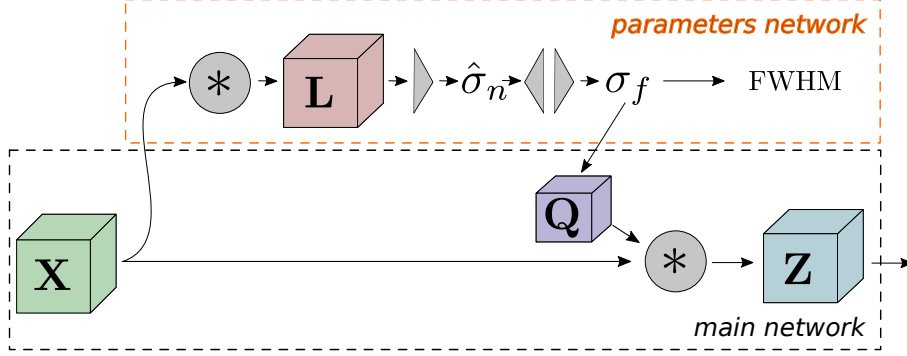 parameters network
* L σ̂n σf FWHM
Q
X * Z
main network